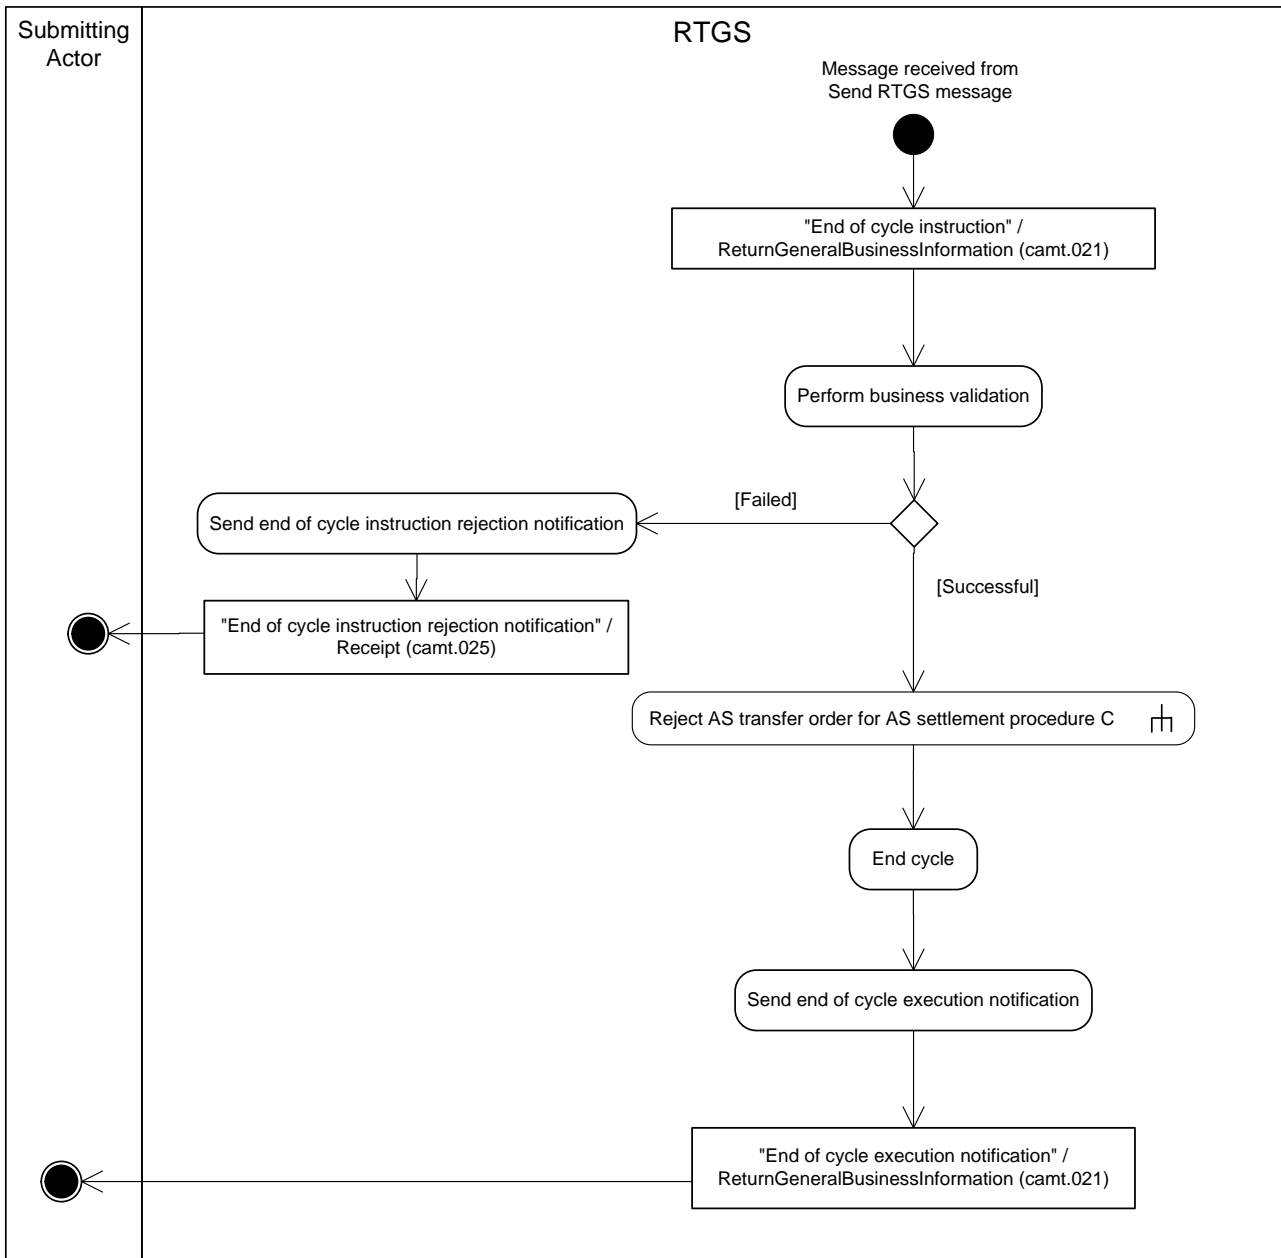 Submitting
Actor
RTGS
Message received from
Send RTGS message
"End of cycle instruction" /
ReturnGeneralBusinessInformation (camt.021)
Perform business validation
[Failed]
Send end of cycle instruction rejection notification
[Successful]
"End of cycle instruction rejection notification" /
Receipt (camt.025)
Reject AS transfer order for AS settlement procedure C
End cycle
Send end of cycle execution notification
"End of cycle execution notification" /
ReturnGeneralBusinessInformation (camt.021)